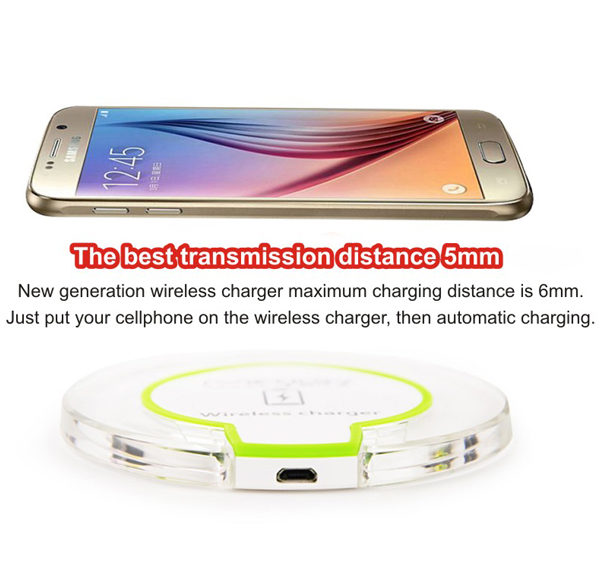 SAMSUNG
12:45
The best transmission distance 5mm
New generation wireless charger maximum charging distance is 6mm.
Just put your cellphone on the wireless charger, then automatic charging.
Wireless charger